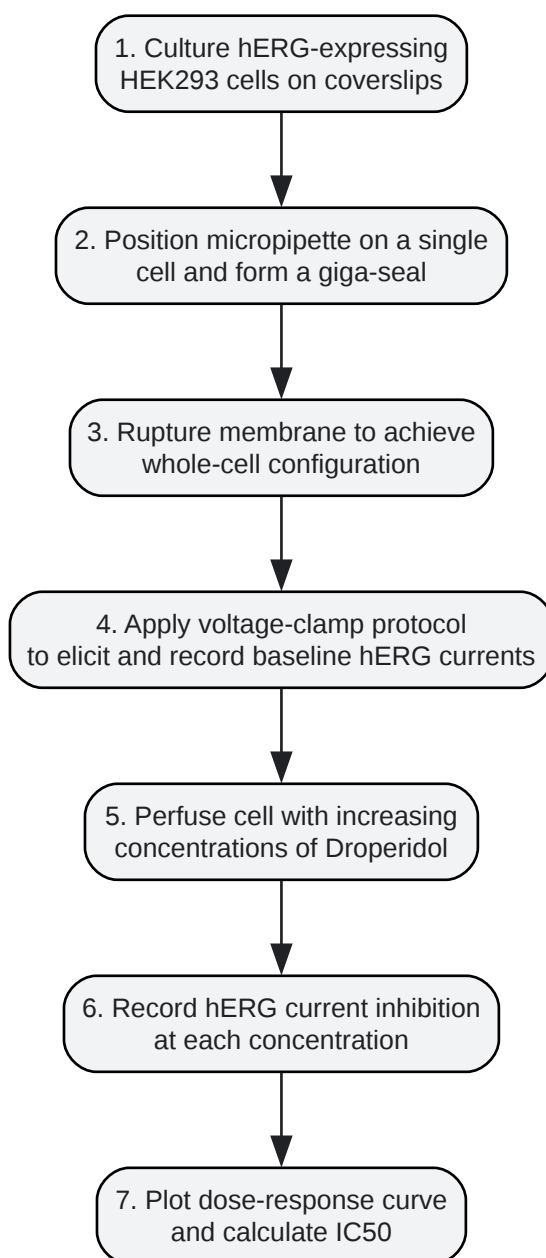 1. Culture hERG-expressing
HEK293 cells on coverslips
2. Position micropipette on a single
cell and form a giga-seal
3. Rupture membrane to achieve
whole-cell configuration
4. Apply voltage-clamp protocol
to elicit and record baseline hERG currents
5. Perfuse cell with increasing
concentrations of Droperidol
6. Record hERG current inhibition
at each concentration
7. Plot dose-response curve
and calculate IC50